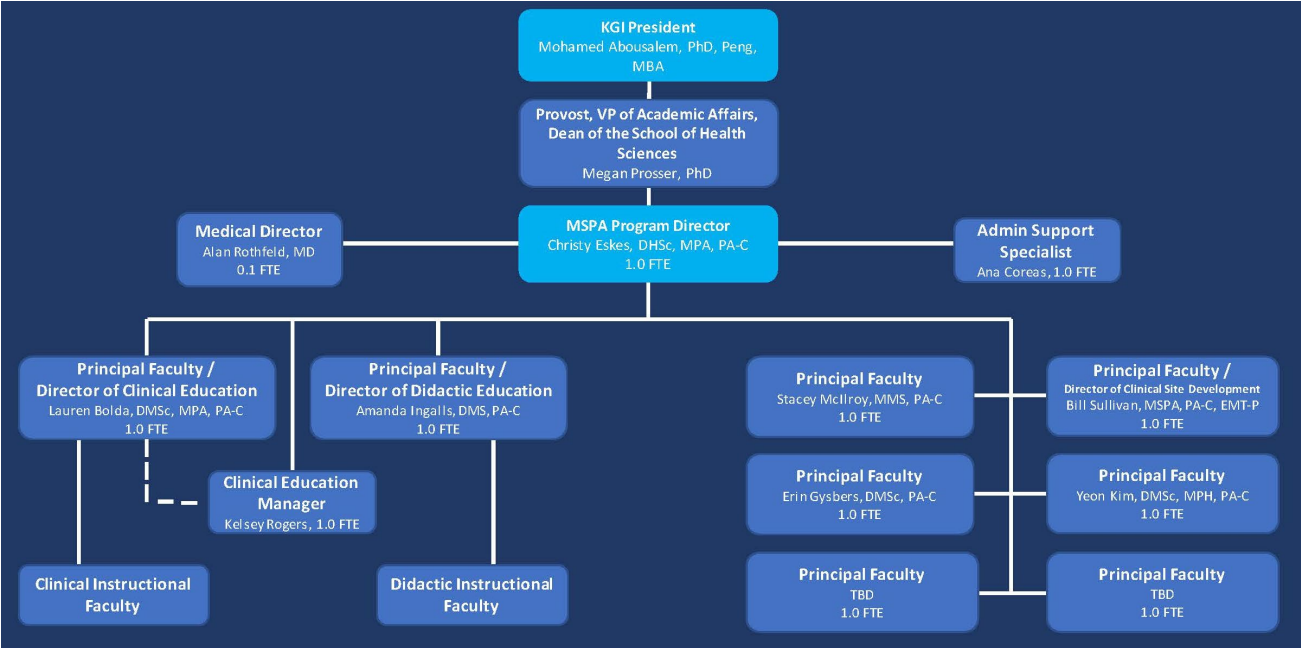 KGI President
Mohamed Abousalem, PhD, Peng,
MBA
Provost, VP of Academic Affairs,
Dean of the School of Health
Sciences
Megan Prosser, PhD
MSPA Program Director
Christy Eskes, DHSc, MPA, PA-C
1.0 FTE
Medical Director
Alan Rothfeld, MD
0.1 FTE
Admin Support
Specialist
Ana Coreas, 1.0 FTE
Principal Faculty /
Director of Clinical Education
Lauren Bolda, DMSc, MPA, PA-C
1.0 FTE
Principal Faculty /
Director of Didactic Education
Amanda Ingalls, DMS, PA-C
1.0 FTE
Clinical Education
Manager
Kelsey Rogers, 1.0 FTE
Clinical Instructional
Faculty
Didactic Instructional
Faculty
Principal Faculty
Stacey McIlroy, MMS, PA-C
1.0 FTE
Principal Faculty /
Director of Clinical Site Development
Bill Sullivan, MSPA, PA-C, EMT-P
1.0 FTE
Principal Faculty
Erin Gysbers, DMSc, PA-C
1.0 FTE
Principal Faculty
Yeon Kim, DMSc, MPH, PA-C
1.0 FTE
Principal Faculty
TBD
1.0 FTE
Principal Faculty
TBD
1.0 FTE